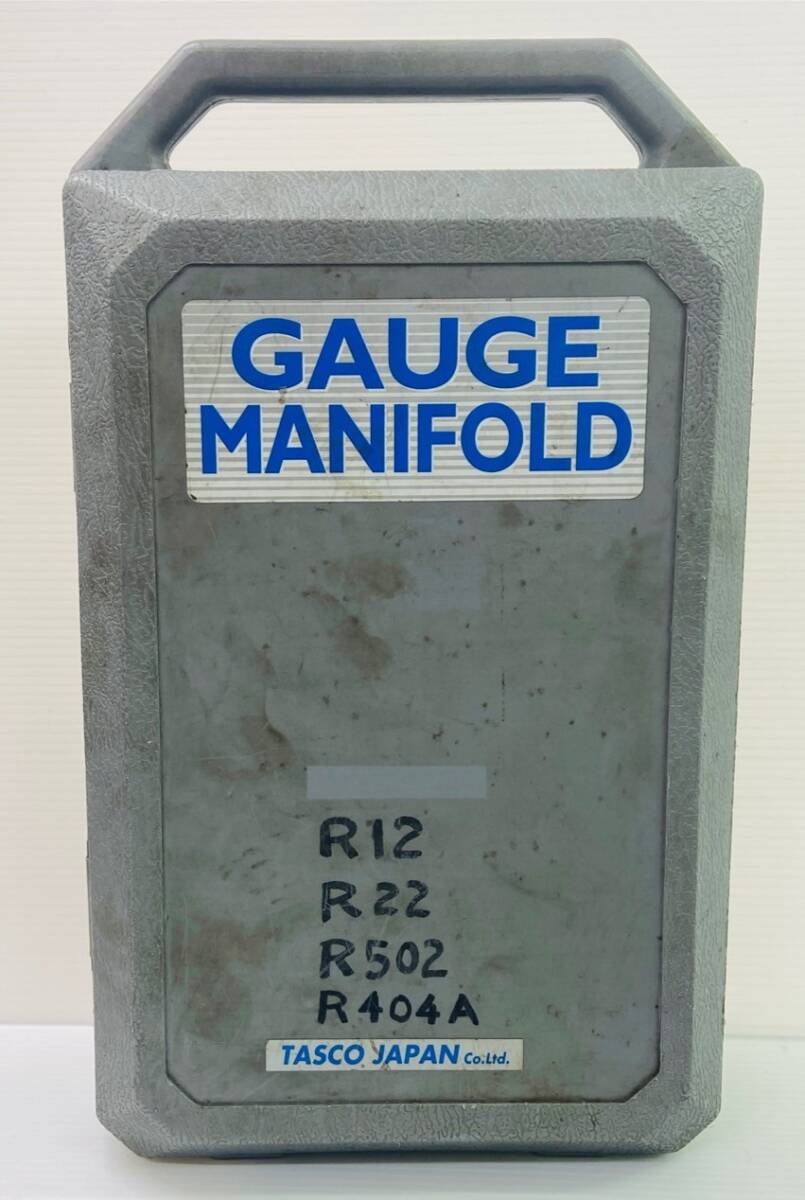 GAUGE
MANIFOLD
R12
R22
R502
R404A
TASCO JAPAN Co.Ltd.